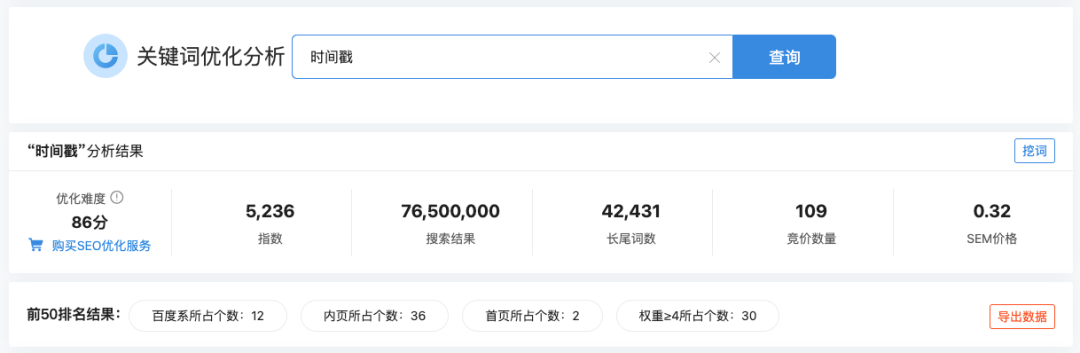 关键词优化分析 时间戳 查询
“时间戳”分析结果 挖词
优化难度
86分
购买SEO优化服务
5,236
指数
76,500,000
搜索结果
42,431
长尾词数
109
竞价数量
0.32
SEM价格
前50排名结果： 百度系所占个数：12 内页所占个数：36 首页所占个数：2 权重≥4所占个数：30 导出数据